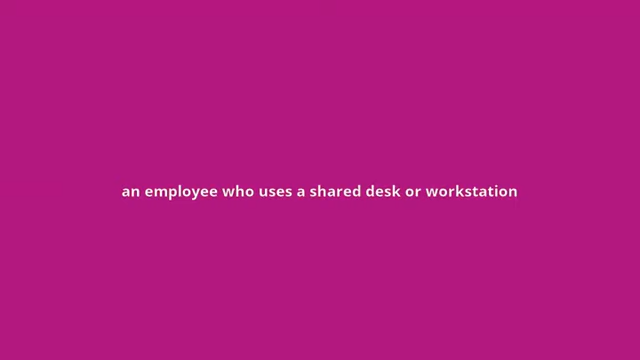 an employee who uses a shared desk or workstation